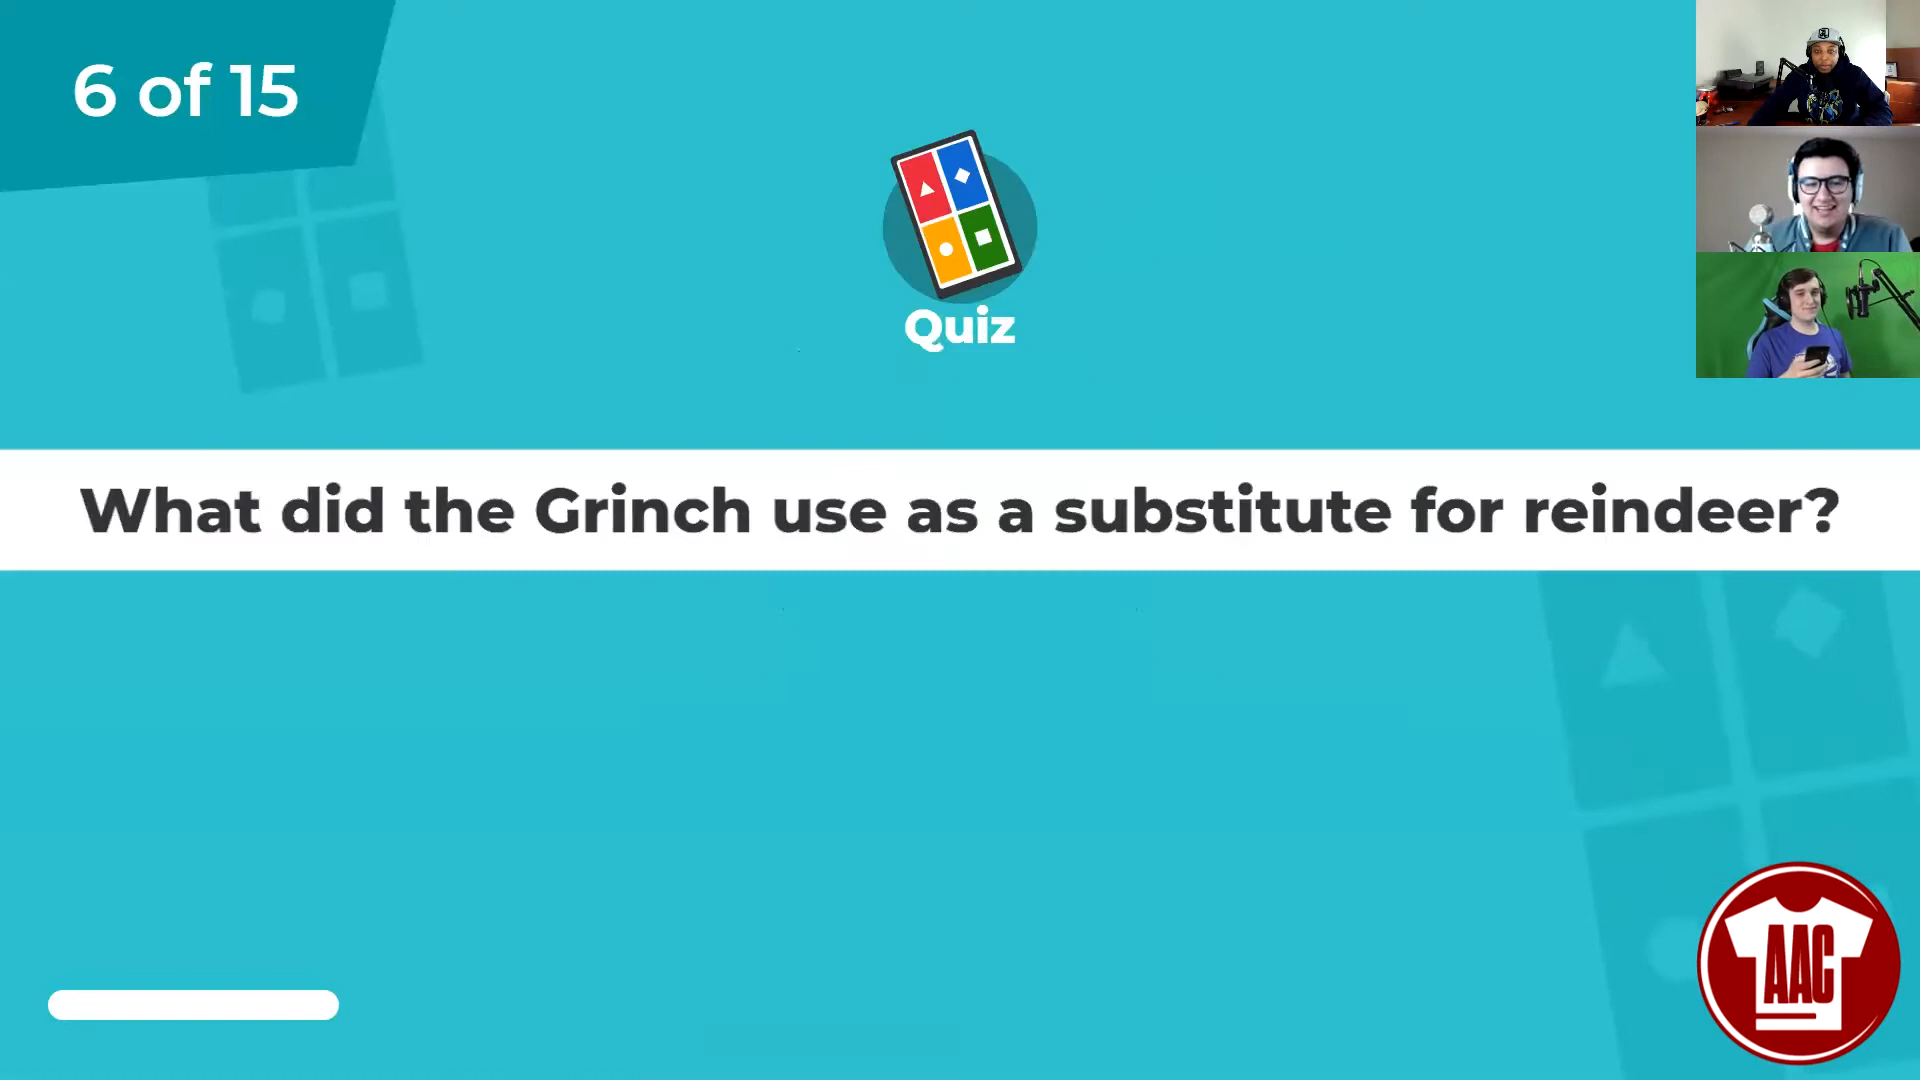 6 of 15
Quiz
What did the Grinch use as a substitute for reindeer?
AAC